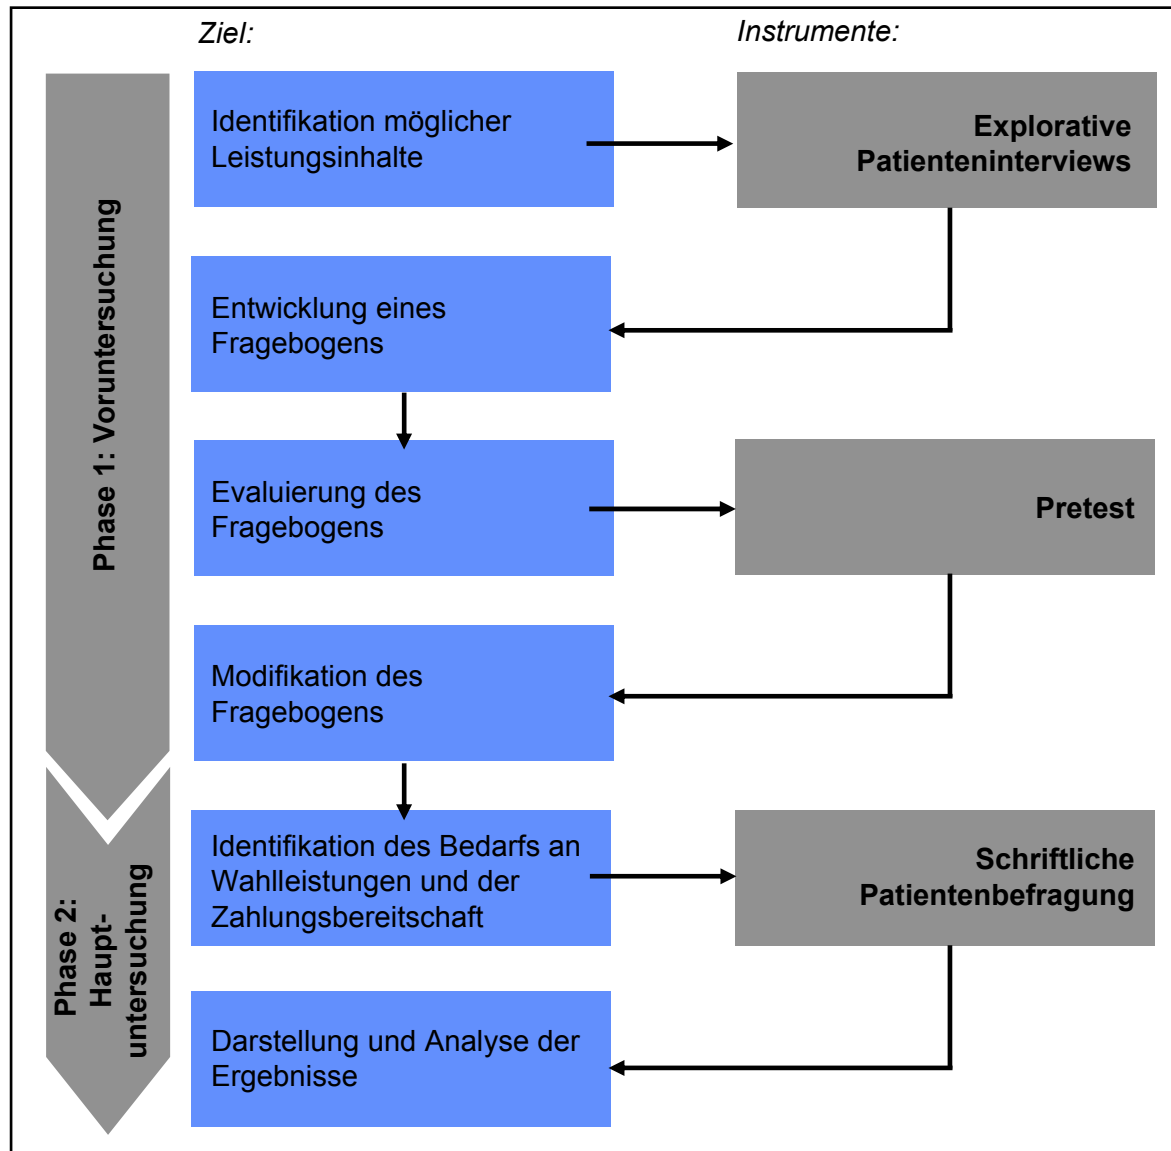 Ziel:
Instrumente:
Phase 1: Voruntersuchung
Identifikation möglicher
Leistungsinhalte
Explorative
Patienteninterviews
Entwicklung eines
Fragebogens
Evaluierung des
Fragebogens
Pretest
Modifikation des
Fragebogens
Phase 2:
Haupt-
untersuchung
Identifikation des Bedarfs an
Wahlleistungen und der
Zahlungsbereitschaft
Schriftliche
Patientenbefragung
Darstellung und Analyse der
Ergebnisse